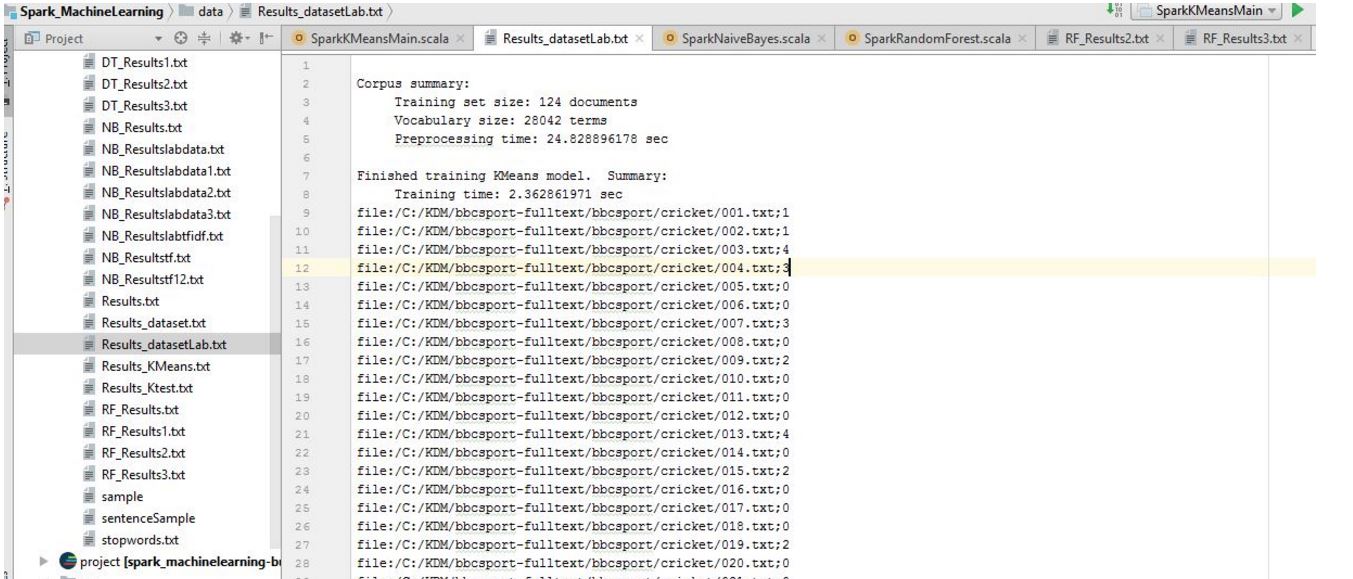 Spark_MachineLearning data Results_datasetLab.txt SparkKMeansMain
Project SparkKMeansMain.scala Results_datasetLab.txt SparkNaiveBayes.scala SparkRandomForest.scala RF_Results2.txt RF_Results3.txt
DT_Results1.txt
DT_Results2.txt
DT_Results3.txt
NB_Results.txt
NB_Resultslabdata.txt
NB_Resultslabdata1.txt
NB_Resultslabdata2.txt
NB_Resultslabdata3.txt
NB_Resultslabtfidf.txt
NB_Resultstf.txt
NB_Resultstf12.txt
Results.txt
Results_dataset.txt
Results_datasetLab.txt
Results_KMeans.txt
Results_Ktest.txt
RF_Results.txt
RF_Results1.txt
RF_Results2.txt
RF_Results3.txt
sample
sentenceSample
stopwords.txt
project [spark_machinelearning-bu
1
2 Corpus summary:
3 Training set size: 124 documents
4 Vocabulary size: 28042 terms
5 Preprocessing time: 24.828896178 sec
6
7 Finished training KMeans model. Summary:
8 Training time: 2.362861971 sec
9 file:/C:/KDM/bbcsport-fulltext/bbcsport/cricket/001.txt;1
10 file:/C:/KDM/bbcsport-fulltext/bbcsport/cricket/002.txt;1
11 file:/C:/KDM/bbcsport-fulltext/bbcsport/cricket/003.txt;4
12 file:/C:/KDM/bbcsport-fulltext/bbcsport/cricket/004.txt;3
13 file:/C:/KDM/bbcsport-fulltext/bbcsport/cricket/005.txt;0
14 file:/C:/KDM/bbcsport-fulltext/bbcsport/cricket/006.txt;0
15 file:/C:/KDM/bbcsport-fulltext/bbcsport/cricket/007.txt;3
16 file:/C:/KDM/bbcsport-fulltext/bbcsport/cricket/008.txt;0
17 file:/C:/KDM/bbcsport-fulltext/bbcsport/cricket/009.txt;2
18 file:/C:/KDM/bbcsport-fulltext/bbcsport/cricket/010.txt;0
19 file:/C:/KDM/bbcsport-fulltext/bbcsport/cricket/011.txt;0
20 file:/C:/KDM/bbcsport-fulltext/bbcsport/cricket/012.txt;0
21 file:/C:/KDM/bbcsport-fulltext/bbcsport/cricket/013.txt;4
22 file:/C:/KDM/bbcsport-fulltext/bbcsport/cricket/014.txt;0
23 file:/C:/KDM/bbcsport-fulltext/bbcsport/cricket/015.txt;2
24 file:/C:/KDM/bbcsport-fulltext/bbcsport/cricket/016.txt;0
25 file:/C:/KDM/bbcsport-fulltext/bbcsport/cricket/017.txt;0
26 file:/C:/KDM/bbcsport-fulltext/bbcsport/cricket/018.txt;0
27 file:/C:/KDM/bbcsport-fulltext/bbcsport/cricket/019.txt;2
28 file:/C:/KDM/bbcsport-fulltext/bbcsport/cricket/020.txt;0